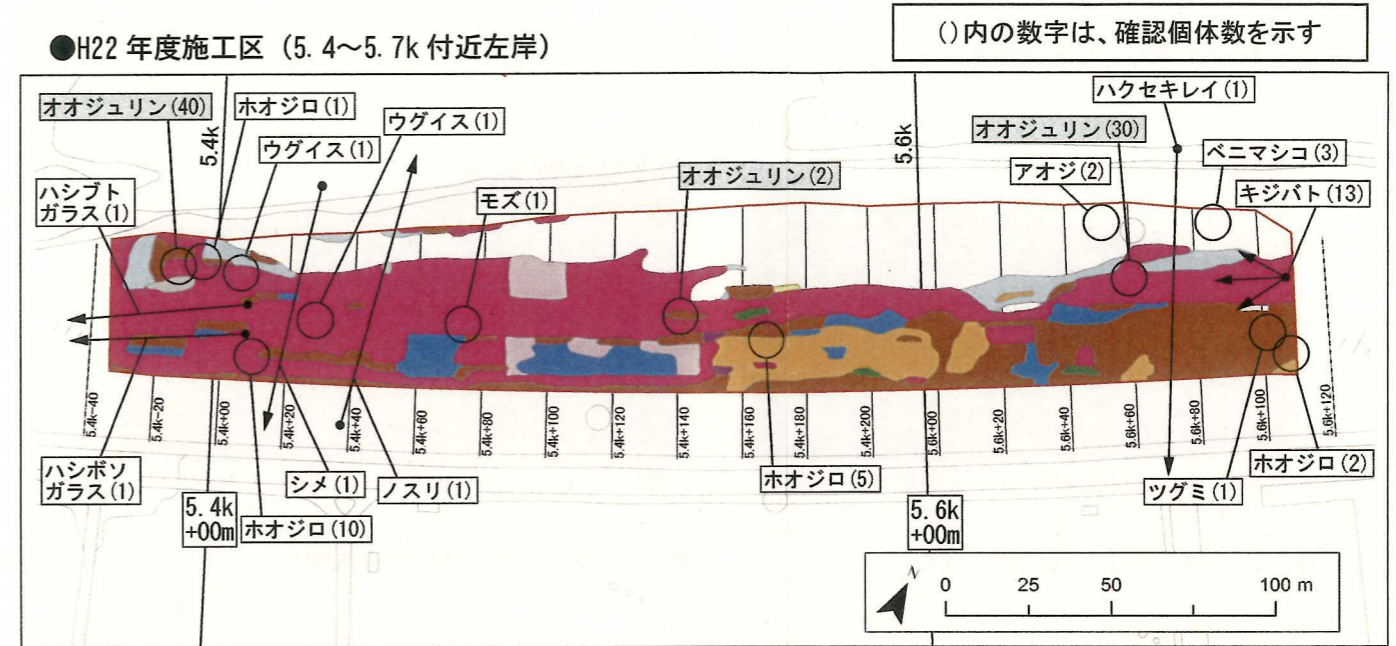 ●H22 年度施工区 (5.4～5.7k 付近左岸)
()内の数字は、確認個体数を示す
オオジュリン(40)
ホオジロ(1)
ウグイス(1)
ウグイス(1)
5.4k
ハシブト
ガラス(1)
モズ(1)
オオジュリン(2)
5.6k
オオジュリン(30)
アオジ(2)
ハクセキレイ(1)
ベニマシコ(3)
キジバト(13)
5.4k-40
5.4k-20
5.4k+00
5.4k+20
5.4k+40
5.4k+60
5.4k+80
5.4k+100
5.4k+120
5.4k+140
5.4k+160
5.4k+180
5.4k+200
5.6k+00
5.6k+20
5.6k+40
5.6k+60
5.6k+80
5.6k+100
5.6k+120
ハシボソ
ガラス(1)
シメ(1)
ノスリ(1)
ホオジロ(5)
ツグミ(1)
ホオジロ(2)
5.4k
+00m
ホオジロ(10)
5.6k
+00m
N
0 25 50 100 m